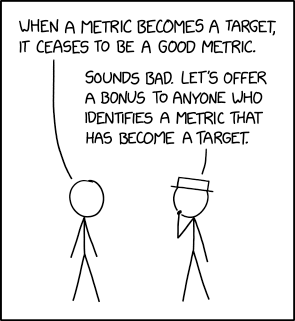 WHEN A METRIC BECOMES A TARGET,
IT CEASES TO BE A GOOD METRIC.
SOUNDS BAD. LET'S OFFER
A BONUS TO ANYONE WHO
IDENTIFIES A METRIC THAT
HAS BECOME A TARGET.